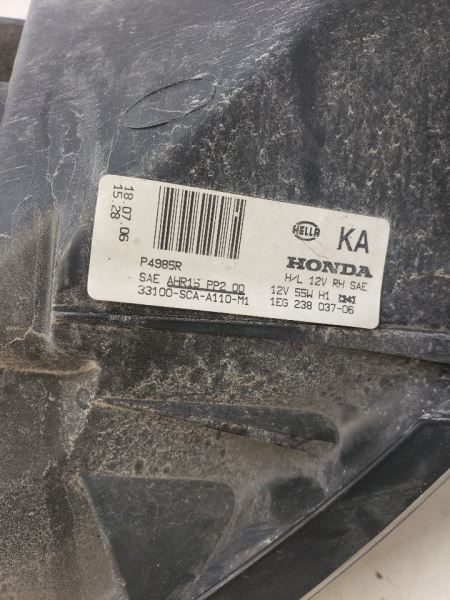 18.07.06
15.28
P4985R
SAE AHR15 PP2 00
33100-SCA-A110-M1
HELLA
KA
HONDA
H/L 12V RH SAE
12V 55W H1
1EG 238 037-06